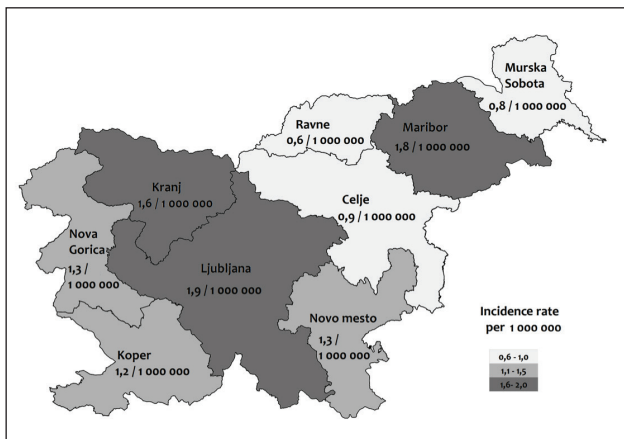 Murska
Sobota
0,8 / 1 000 000
Ravne
0,6 / 1 000 000
Maribor
1,8 / 1 000 000
Kranj
1,6 / 1 000 000
Celje
0,9 / 1 000 000
Nova
Gorica
1,3 /
1 000 000
Ljubljana
1,9 / 1 000 000
Novo mesto
1,3 /
1 000 000
Koper
1,2 / 1 000 000
Incidence rate
per 1 000 000
0,6 - 1,0
1,1 - 1,5
1,6- 2,0